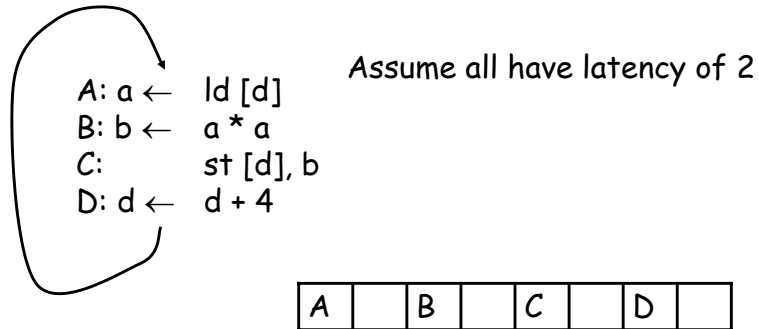 Assume all have latency of 2
A: a ← ld [d]
B: b ← a * a
C: st [d], b
D: d ← d + 4
A B C D